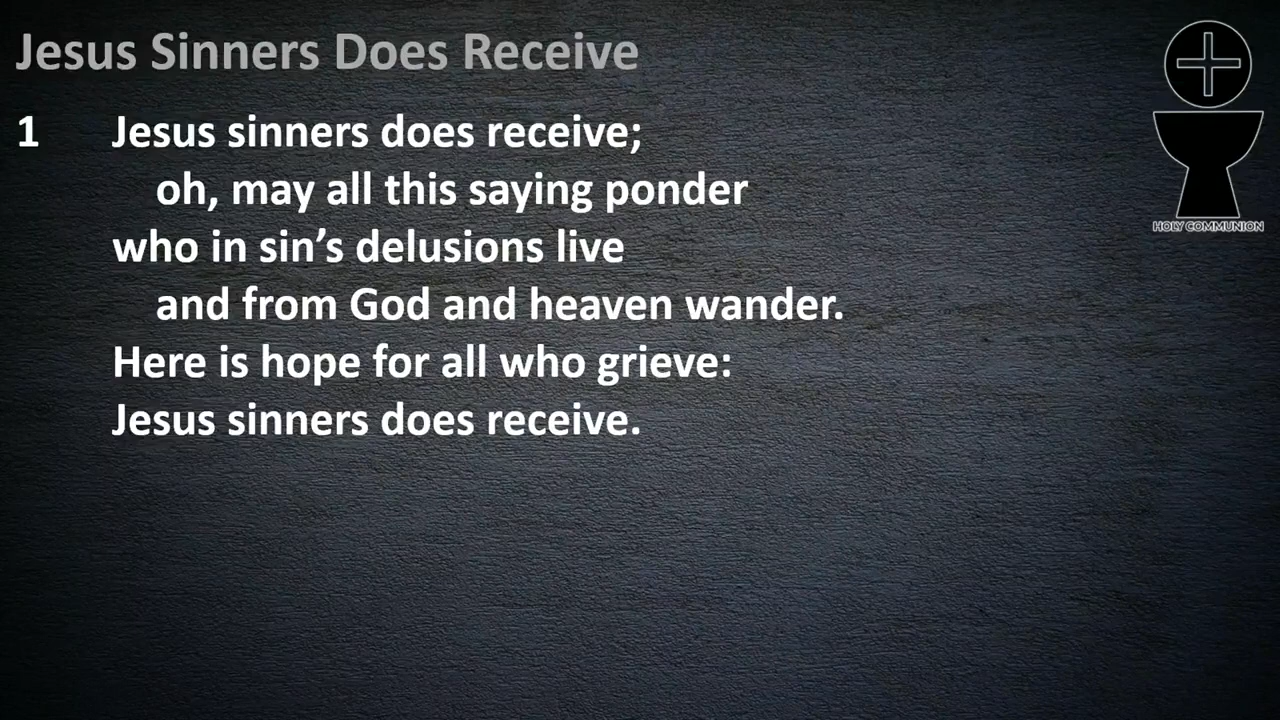 Jesus Sinners Does Receive
1 Jesus sinners does receive;
oh, may all this saying ponder
who in sin’s delusions live
and from God and heaven wander.
Here is hope for all who grieve:
Jesus sinners does receive.
HOLY COMMUNION